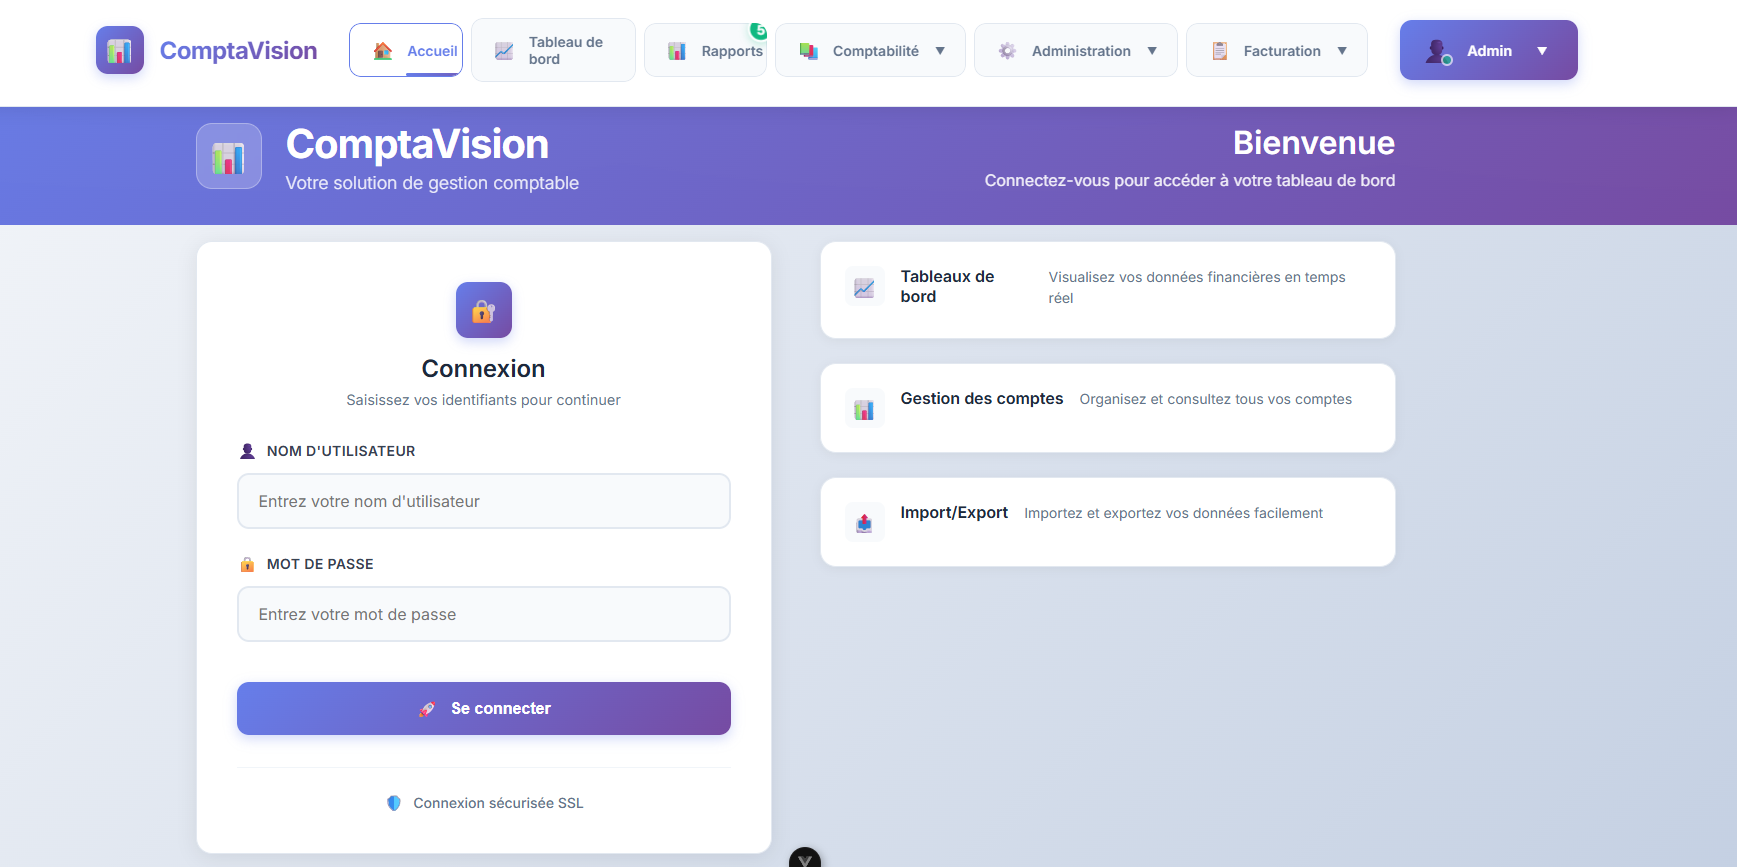 ComptaVision
Accueil
Tableau de
bord
Rapports
5
Comptabilité ▼
Administration ▼
Facturation ▼
Admin ▼
ComptaVision
Votre solution de gestion comptable
Bienvenue
Connectez-vous pour accéder à votre tableau de bord
Connexion
Saisissez vos identifiants pour continuer
NOM D'UTILISATEUR
Entrez votre nom d'utilisateur
MOT DE PASSE
Entrez votre mot de passe
Se connecter
Connexion sécurisée SSL
Tableaux de
bord
Visualisez vos données financières en temps
réel
Gestion des comptes
Organisez et consultez tous vos comptes
Import/Export
Importez et exportez vos données facilement